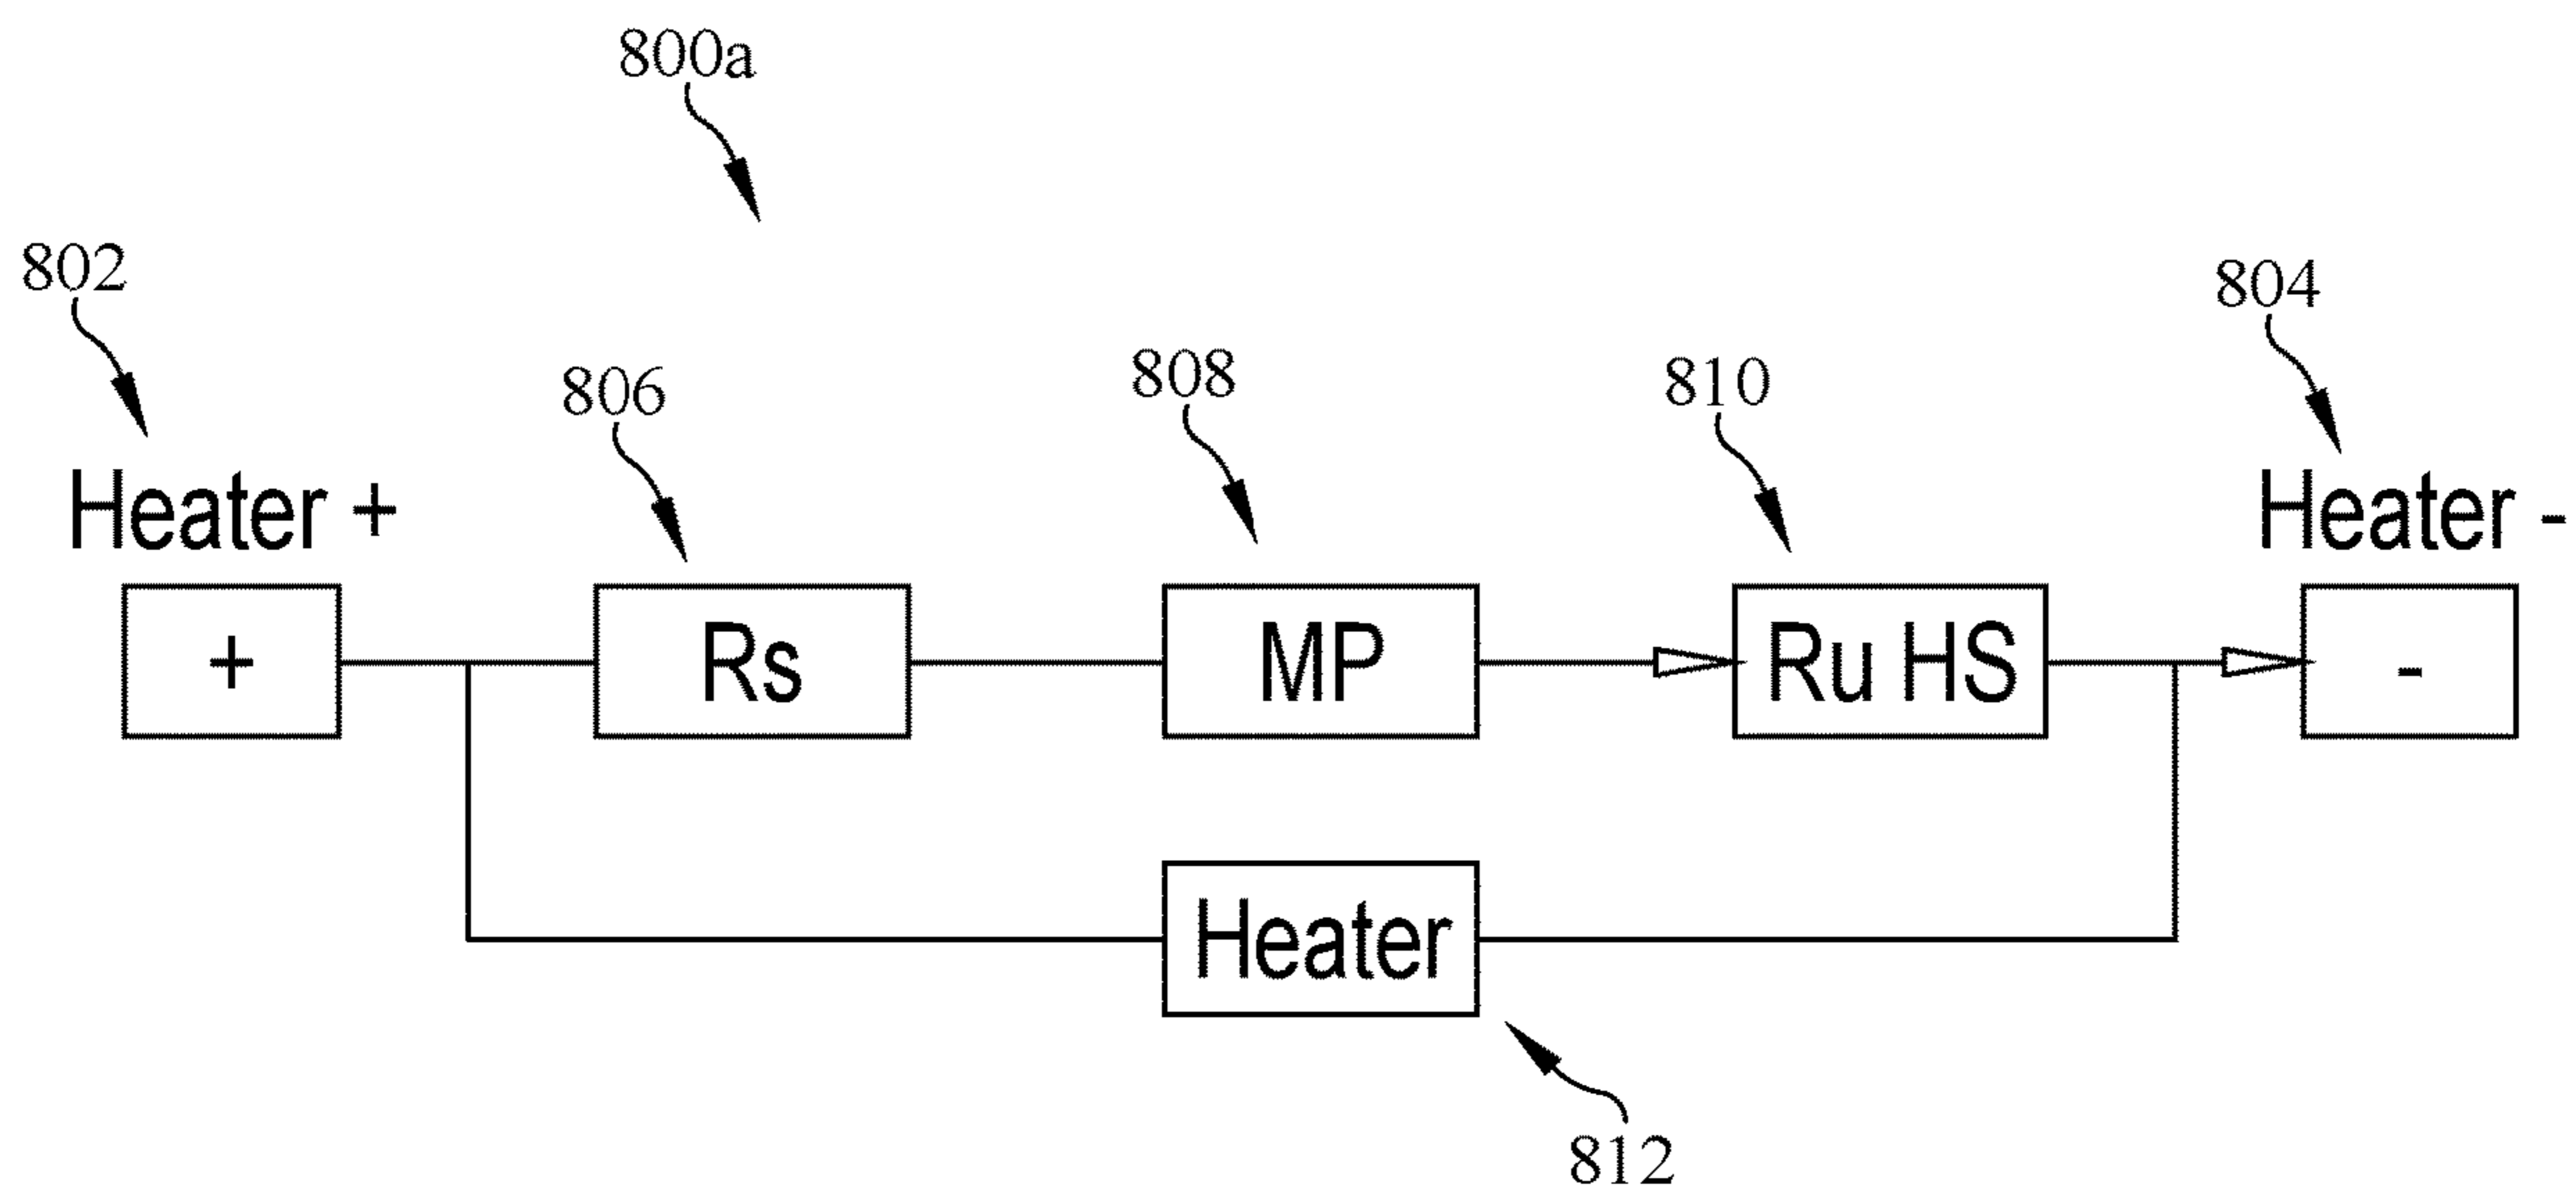 800a
802
804
806
808
810
Heater +
Heater -
+
Rs
MP
Ru HS
-
Heater
812